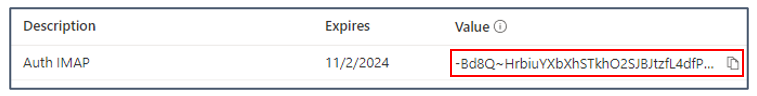 Description Expires Value
Auth IMAP 11/2/2024 -Bd8Q~HrbiuYXbXhSTkhO2SJBJtzfL4dfP...